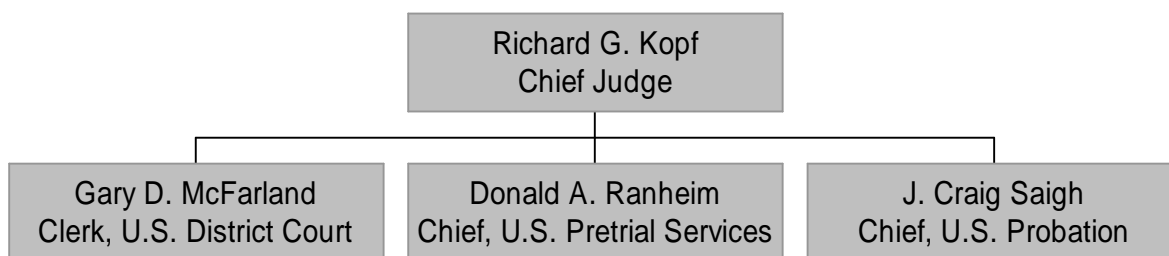 Richard G. Kopf
Chief Judge
Gary D. McFarland
Clerk, U.S. District Court
Donald A. Ranheim
Chief, U.S. Pretrial Services
J. Craig Saigh
Chief, U.S. Probation